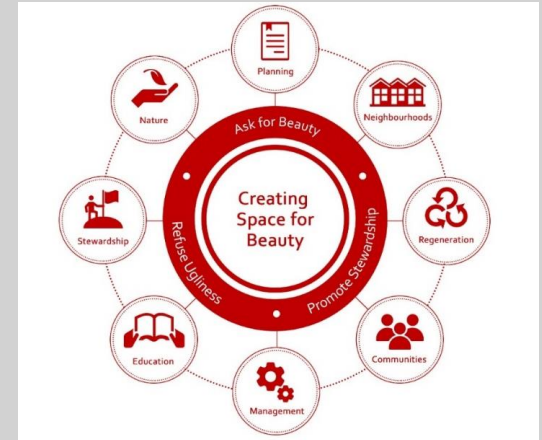 Planning
Neighbourhoods
Regeneration
Communities
Management
Education
Stewardship
Nature
Ask for Beauty
Promote Stewardship
Refuse Ugliness
Creating
Space for
Beauty